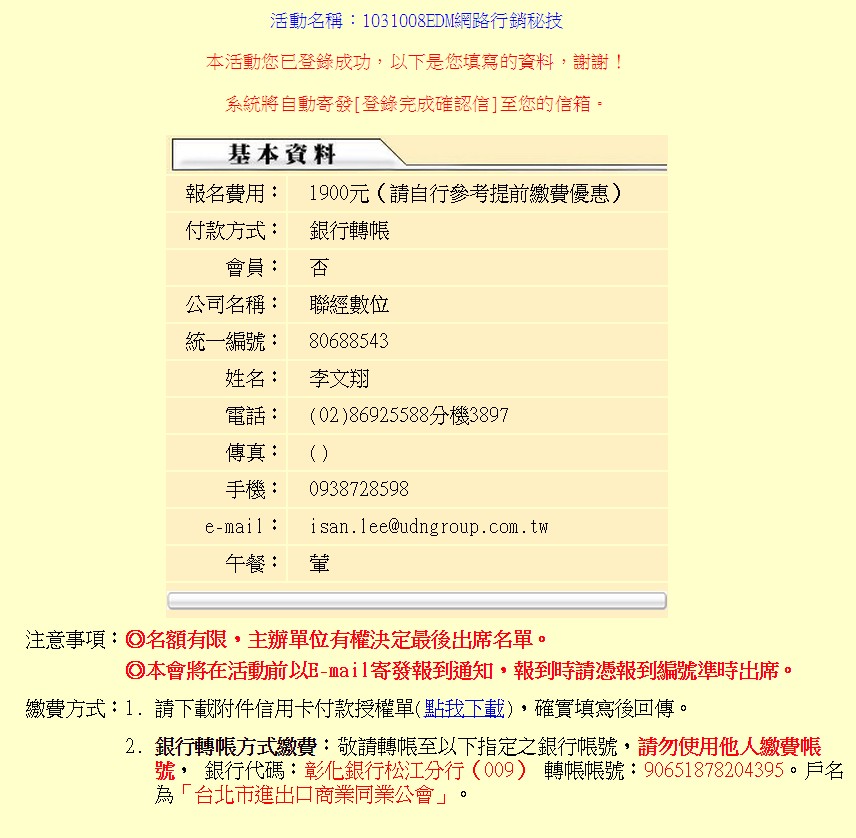 活動名稱：1031008EDM網路行銷秘技
本活動您已登錄成功，以下是您填寫的資料，謝謝！
系統將自動寄發[登錄完成確認信]至您的信箱。
基本資料
報名費用： 1900元（請自行參考提前繳費優惠）
付款方式： 銀行轉帳
會員： 否
公司名稱： 聯經數位
統一編號： 80688543
姓名： 李文翔
電話： (02)86925588分機3897
傳真： ()
手機： 0938728598
e-mail： isan.lee@udngroup.com.tw
午餐： 葷
注意事項：◎名額有限，主辦單位有權決定最後出席名單。
◎本會將在活動前以E-mail寄發報到通知，報到時請憑報到編號準時出席。
繳費方式：1. 請下載附件信用卡付款授權單(點我下載)，確實填寫後回傳。
2. 銀行轉帳方式繳費：敬請轉帳至以下指定之銀行帳號，請勿使用他人繳費帳
號， 銀行代碼：彰化銀行松江分行（009） 轉帳帳號：90651878204395。戶名
為「台北市進出口商業同業公會」。